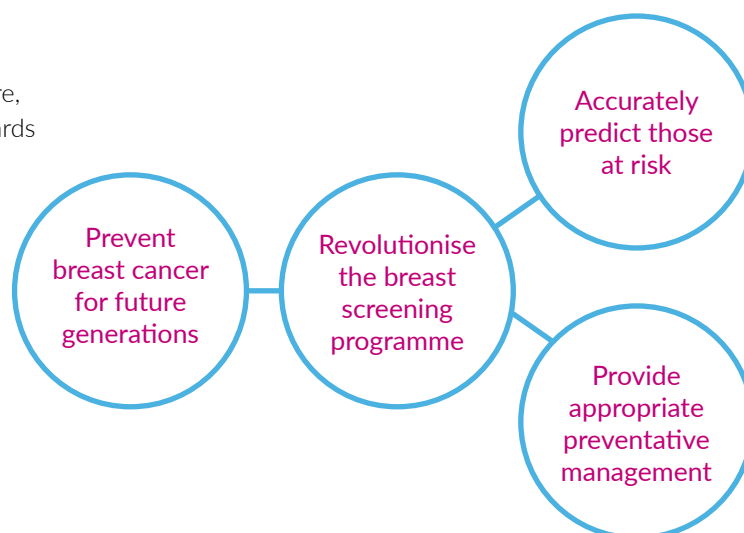 Prevent
breast cancer
for future
generations
Revolutionise
the breast
screening
programme
Accurately
predict those
at risk
Provide
appropriate
preventative
management